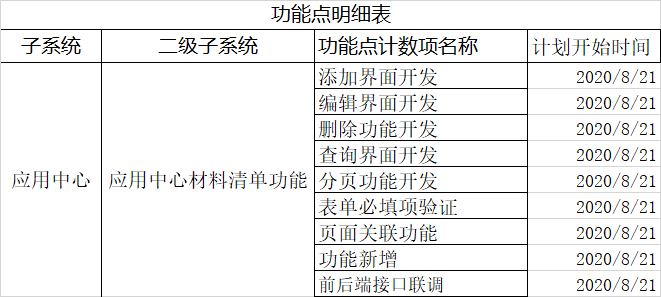 功能点明细表
子系统 二级子系统 功能点计数项名称 计划开始时间
添加界面开发 2020/8/21
编辑界面开发 2020/8/21
删除功能开发 2020/8/21
查询界面开发 2020/8/21
应用中心 应用中心材料清单功能 分页功能开发 2020/8/21
表单必填项验证 2020/8/21
页面关联功能 2020/8/21
功能新增 2020/8/21
前后端接口联调 2020/8/21